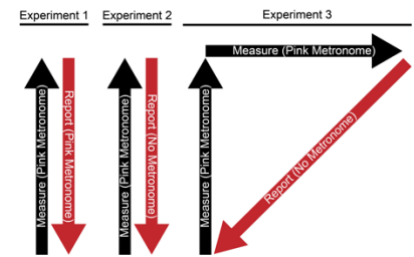 Experiment 1
Experiment 2
Experiment 3
Measure (Pink Metronome)
Report (Pink Metronome)
Measure (Pink Metronome)
Report (No Metronome)
Measure (Pink Metronome)
Measure (Pink Metronome)
Report (No Metronome)